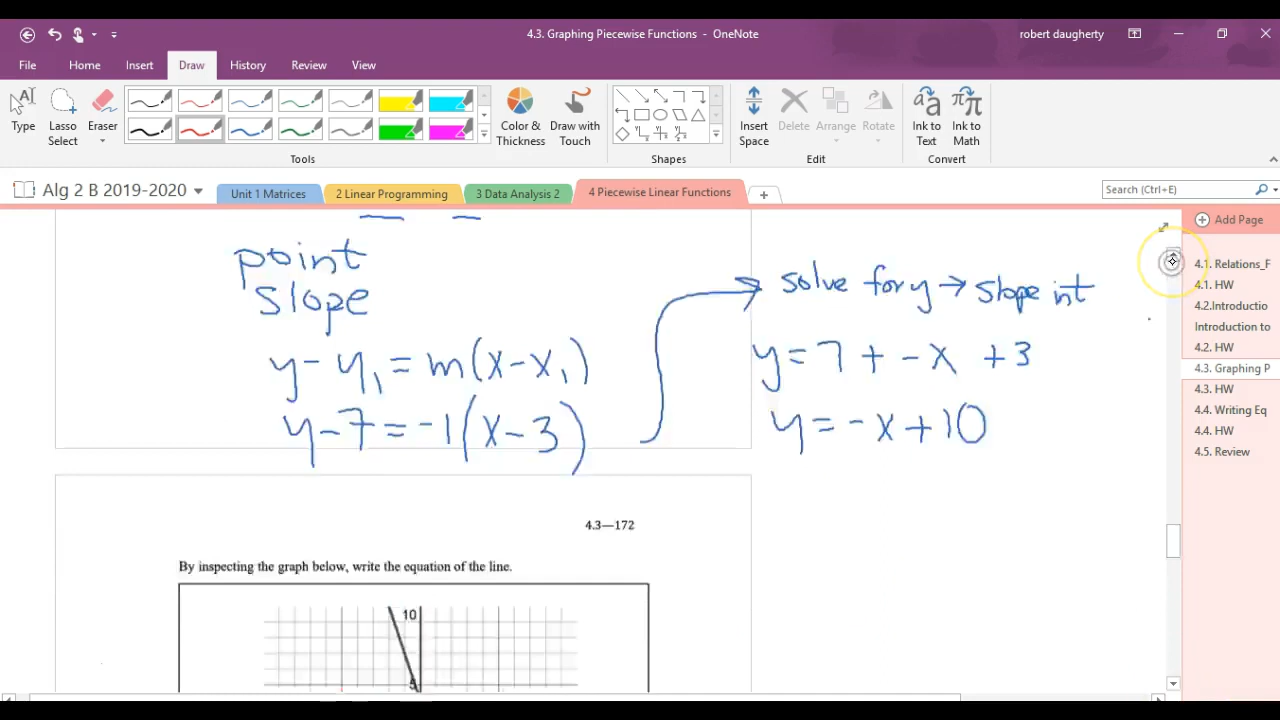 4.3. Graphing Piecewise Functions - OneNote
robert daugherty
File Home Insert Draw History Review View
Type
Lasso Select
Eraser
Color & Thickness
Draw with Touch
Insert Space
Delete
Arrange
Rotate
Ink to Text
Ink to Math
Tools
Shapes
Edit
Convert
Alg 2 B 2019-2020
Unit 1 Matrices
2 Linear Programming
3 Data Analysis 2
4 Piecewise Linear Functions
Search (Ctrl+E)
Add Page
4.1. Relations_F
4.1. HW
4.2.Introductio
Introduction to
4.2. HW
4.3. Graphing P
4.3. HW
4.4. Writing Eq
4.4. HW
4.5. Review
point
slope
y - y₁ = m(x - x₁)
y - 7 = -1(x - 3)
→ solve for y → slope int
y = 7 + -x + 3
y = -x + 10
4.3—172
By inspecting the graph below, write the equation of the line.
10
5